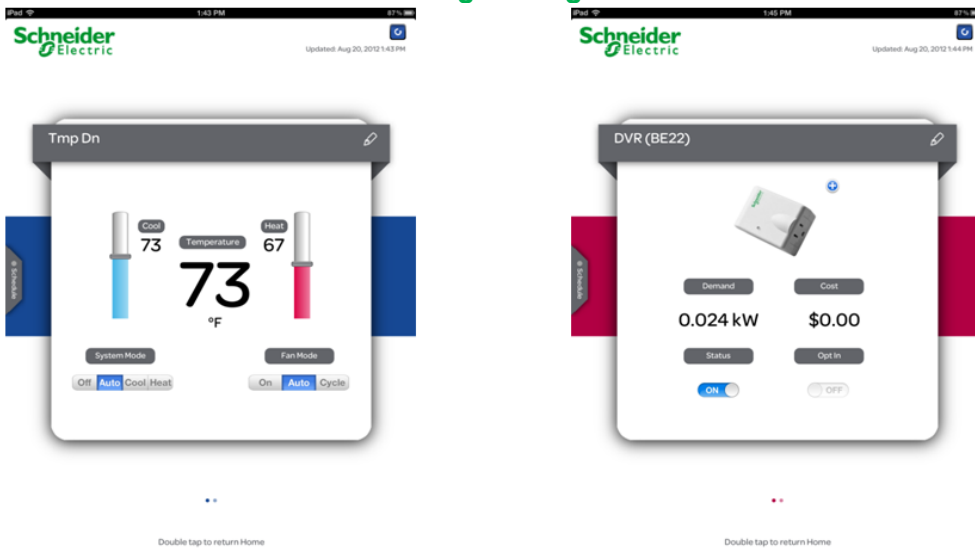 iPad 1:43 PM 87%
Schneider
Electric
Updated: Aug 20, 2012 1:43 PM
Tmp Dn
Schedule
Cool
73
Temperature
73
°F
Heat
67
System Mode
Fan Mode
Off Auto Cool Heat
On Auto Cycle
Double tap to return Home
iPad 1:45 PM 87%
Schneider
Electric
Updated: Aug 20, 2012 1:44 PM
DVR (BE22)
Schedule
Demand
Cost
0.024 kW
$0.00
Status
Opt In
ON
OFF
Double tap to return Home